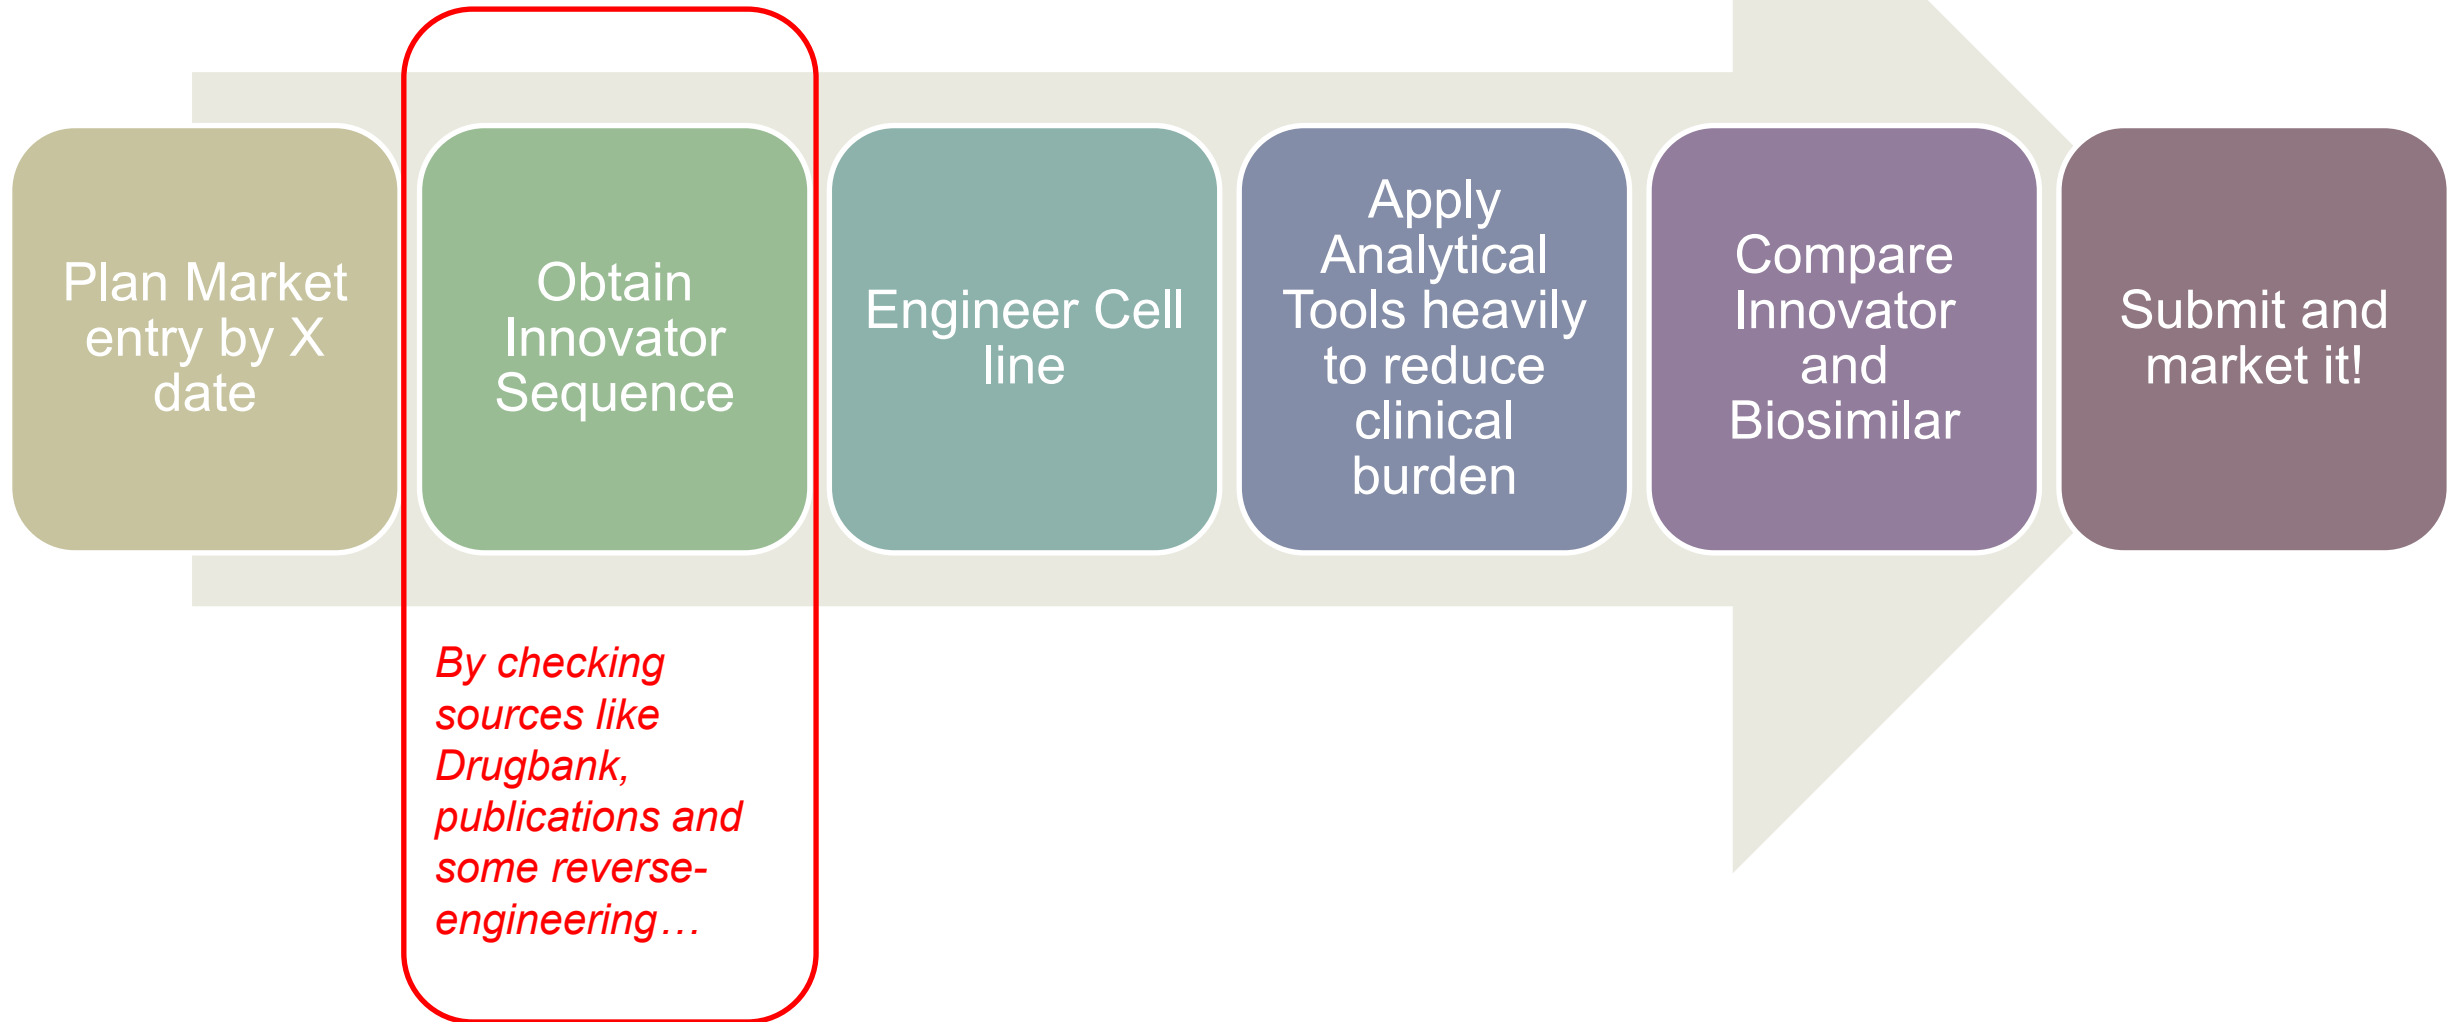 Plan Market
entry by X
date
Obtain
Innovator
Sequence
Engineer Cell
line
Apply
Analytical
Tools heavily
to reduce
clinical
burden
Compare
Innovator
and
Biosimilar
Submit and
market it!
By checking
sources like
Drugbank,
publications and
some reverse-
engineering…